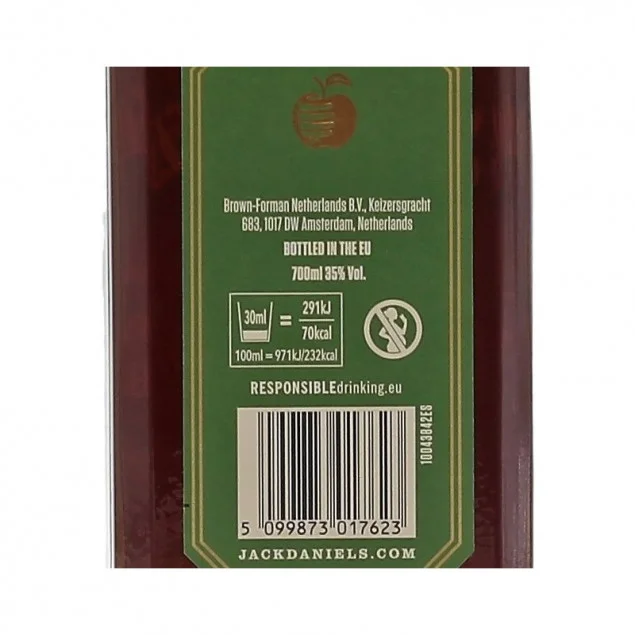 Brown-Forman Netherlands B.V., Keizersgracht
683, 1017 DW Amsterdam, Netherlands
BOTTLED IN THE EU
700ml 35% Vol.
30ml = 291kJ
70kcal
100ml = 971kJ/232kcal
RESPONSIBLEdrinking.eu
10043842ES
5 099873 017623
JACKDANIELS.COM